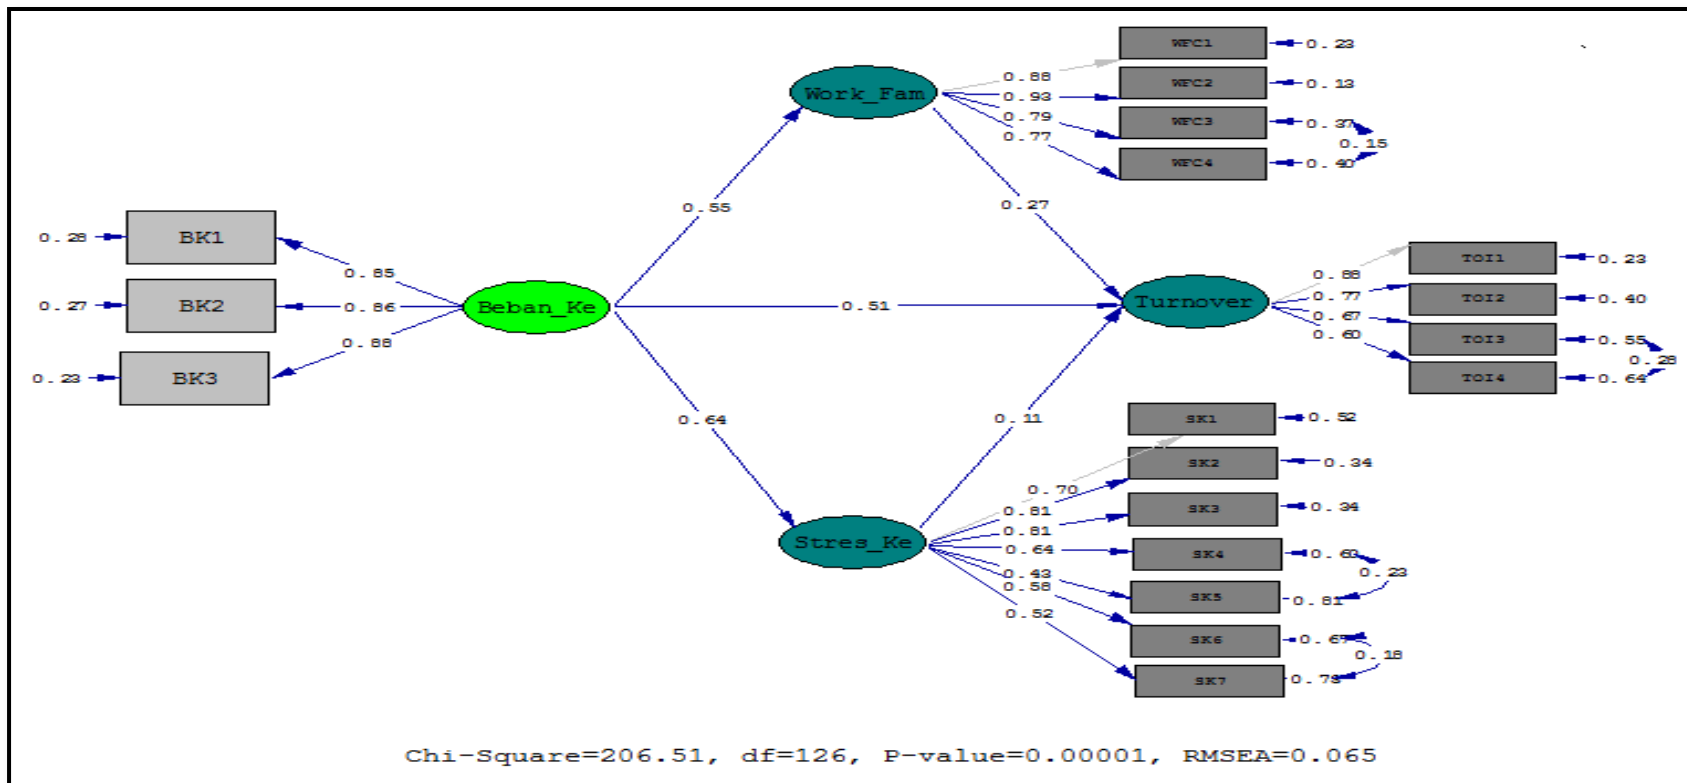 0.28 BK1
0.27 BK2
0.23 BK3
0.85
0.86
0.88
Beban_Ke
0.55
0.51
0.64
Work_Fam
0.88
0.93
0.79
0.77
WFC1 0.23
WFC2 0.13
WFC3 0.37
0.15
WFC4 0.40
0.27
Turnover
0.88
0.77
0.67
0.60
TOI1 0.23
TOI2 0.40
TOI3 0.55
0.28
TOI4 0.64
0.11
Stres_Ke
0.70
0.81
0.81
0.64
0.43
0.58
0.52
SK1 0.52
SK2 0.34
SK3 0.34
SK4 0.60
0.23
SK5 0.81
SK6 0.67
0.18
SK7 0.73
Chi-Square=206.51, df=126, P-value=0.00001, RMSEA=0.065